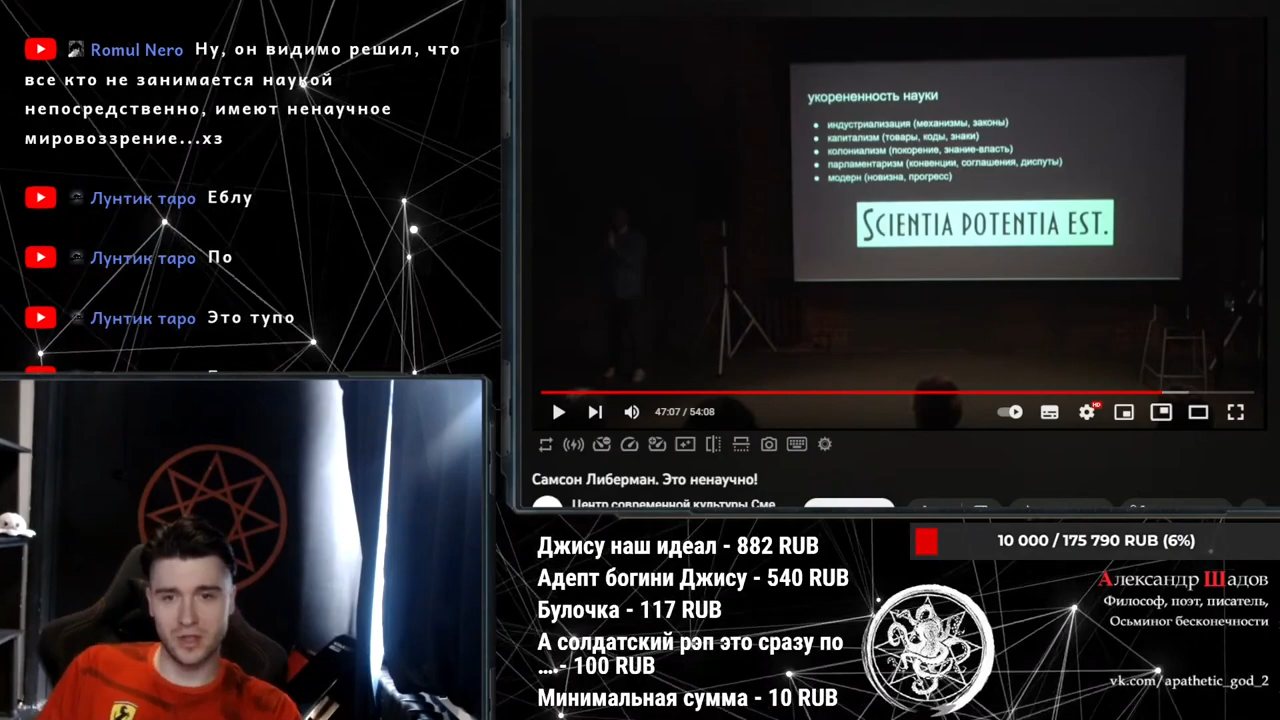 Romul Nero Ну, он видимо решил, что
все кто не занимается наукой
непосредственно, имеют ненаучное
мировоззрение...хз
Лунтик таро Еблу
Лунтик таро По
Лунтик таро Это тупо
укорененность науки
индустриализация (механизмы, законы)
капитализм (товары, коды, знаки)
колониализм (покорение, знание-власть)
парламентаризм (конвенции, соглашения, диспуты)
модерн (новизна, прогресс)
SCIENTIA POTENTIA EST.
47:07 / 54:08
HD
Самсон Либерман. Это ненаучно!
Центр современной культуры Сме
Джису наш идеал - 882 RUB
Адепт богини Джису - 540 RUB
Булочка - 117 RUB
А солдатский рэп это сразу по
.... - 100 RUB
Минимальная сумма - 10 RUB
10 000 / 175 790 RUB (6%)
Александр Шадов
Философ, поэт, писатель,
Осьминог бесконечности
vk.com/apathetic_god_2